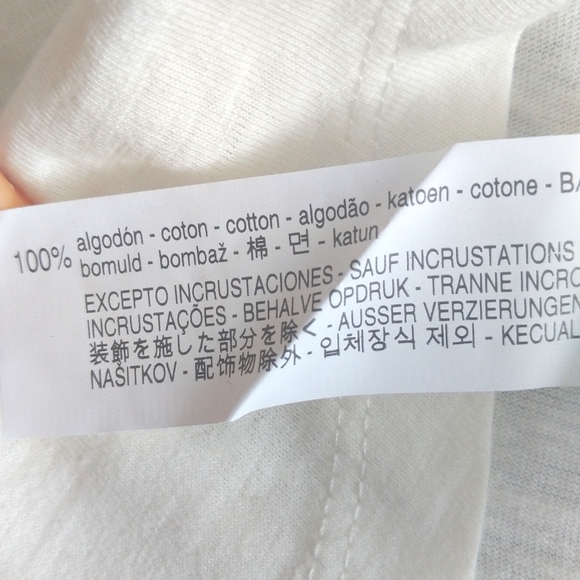 100% algodón - coton - cotton - algodão - katoen - cotone -
bomuld - bombaž - 棉 - 면 - katun
EXCEPTO INCRUSTACIONES - SAUF INCRUSTATIONS
INCRUSTAÇÕES - BEHALVE OPDRUK - TRANNE INCRO
装飾を施した部分を除く - AUSSER VERZIERUNGEN
NAŠITKOV - 配饰物除外 - 입체장식 제외 - KECUAL